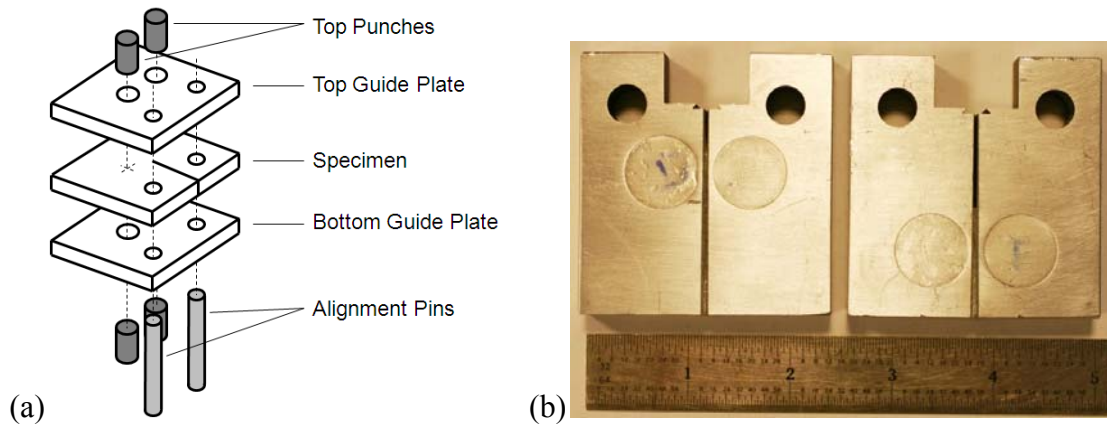 Top Punches
Top Guide Plate
Specimen
Bottom Guide Plate
Alignment Pins
(a)
(b)
1
2
3
4
5